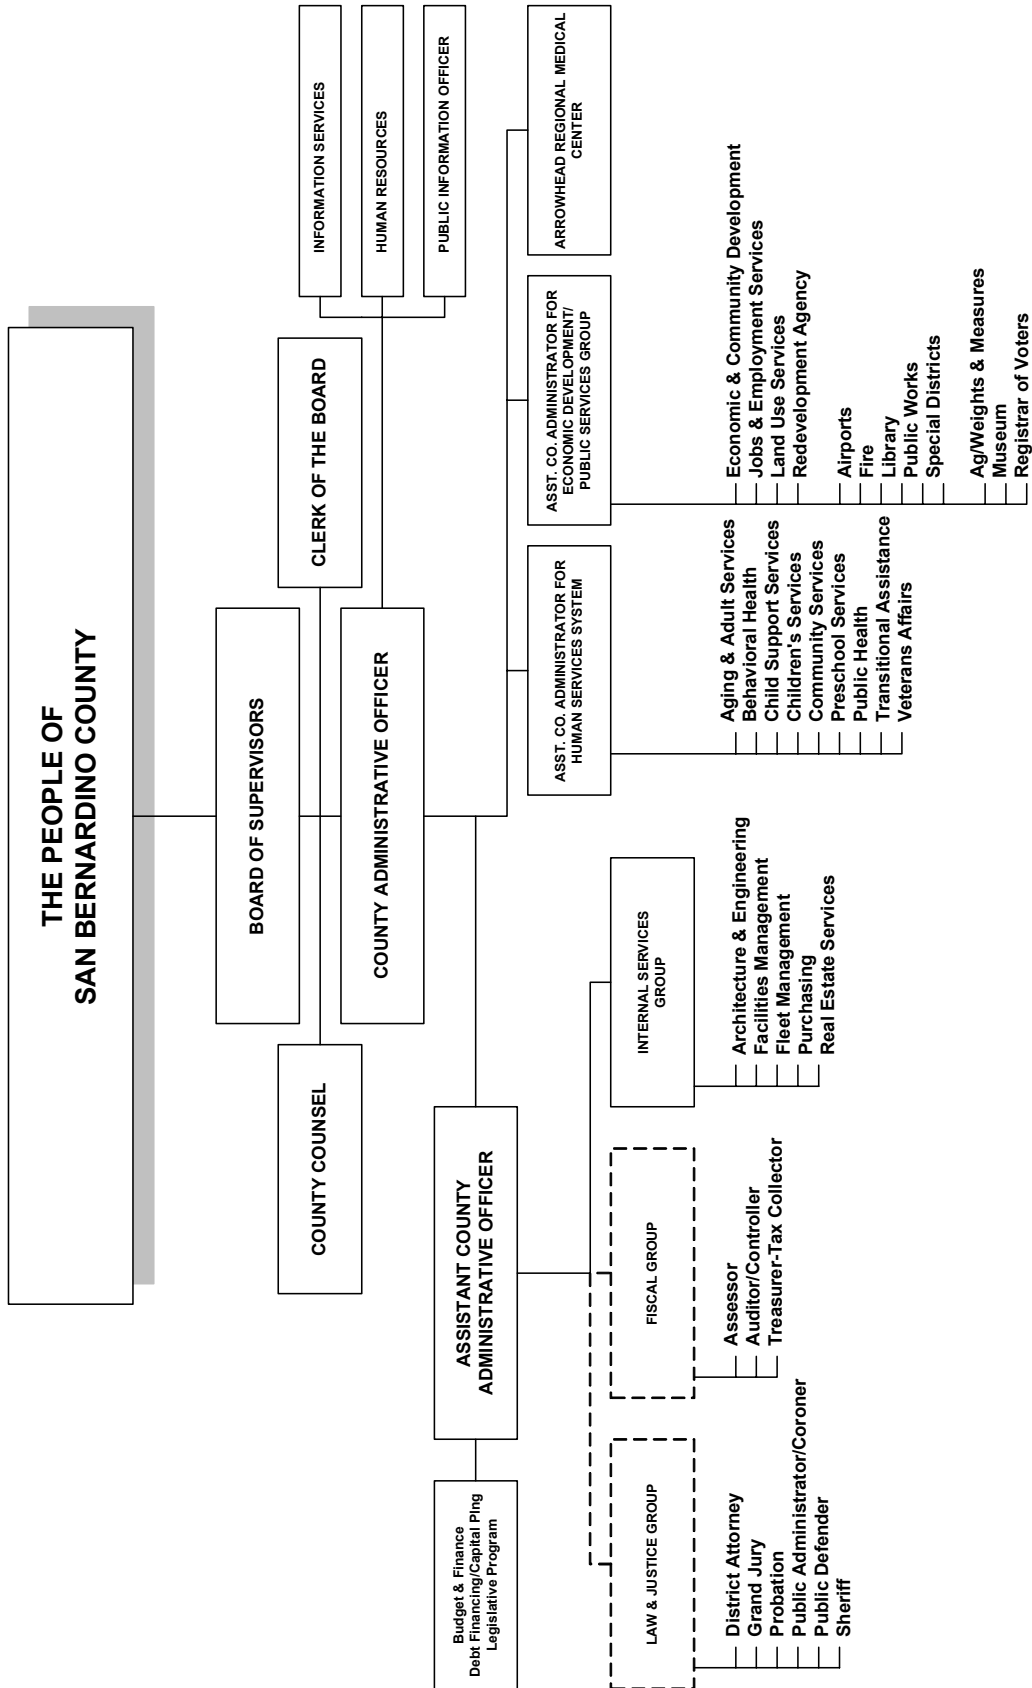 THE PEOPLE OF
SAN BERNARDINO COUNTY
BOARD OF SUPERVISORS
COUNTY COUNSEL
CLERK OF THE BOARD
COUNTY ADMINISTRATIVE OFFICER
INFORMATION SERVICES
HUMAN RESOURCES
PUBLIC INFORMATION OFFICER
Budget & Finance
Debt Financing/Capital Plng
Legislative Program
ASSISTANT COUNTY
ADMINISTRATIVE OFFICER
LAW & JUSTICE GROUP
District Attorney
Grand Jury
Probation
Public Administrator/Coroner
Public Defender
Sheriff
FISCAL GROUP
Assessor
Auditor/Controller
Treasurer-Tax Collector
INTERNAL SERVICES
GROUP
Architecture & Engineering
Facilities Management
Fleet Management
Purchasing
Real Estate Services
ASST. CO. ADMINISTRATOR FOR
HUMAN SERVICES SYSTEM
Aging & Adult Services
Behavioral Health
Child Support Services
Children's Services
Community Services
Preschool Services
Public Health
Transitional Assistance
Veterans Affairs
ASST. CO. ADMINISTRATOR FOR
ECONOMIC DEVELOPMENT/
PUBLIC SERVICES GROUP
Economic & Community Development
Jobs & Employment Services
Land Use Services
Redevelopment Agency
Airports
Fire
Library
Public Works
Special Districts
Ag/Weights & Measures
Museum
Registrar of Voters
ARROWHEAD REGIONAL MEDICAL
CENTER